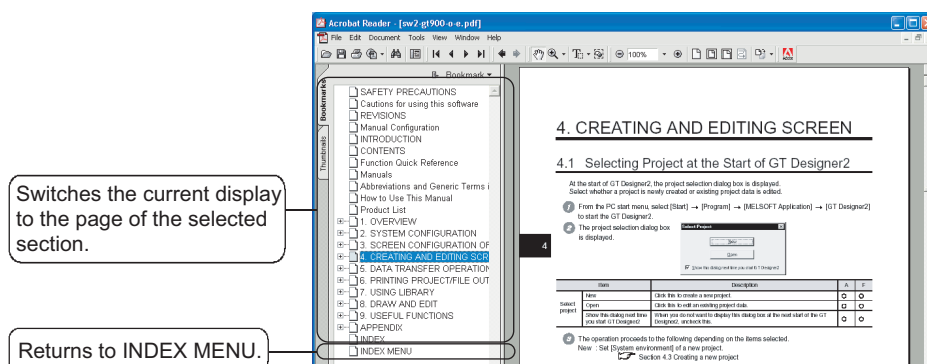 Acrobat Reader - [sw2-gt900-o-e.pdf]
File Edit Document Tools View Window Help
100%
Bookmark
Bookmarks
Thumbnails
SAFETY PRECAUTIONS
Cautions for using this software
REVISIONS
Manual Configuration
INTRODUCTION
CONTENTS
Function Quick Reference
Manuals
Abbreviations and Generic Terms i
How to Use This Manual
Product List
1. OVERVIEW
2. SYSTEM CONFIGURATION
3. SCREEN CONFIGURATION OF
4. CREATING AND EDITING SCR
5. DATA TRANSFER OPERATION
6. PRINTING PROJECT/FILE OUT
7. USING LIBRARY
8. DRAW AND EDIT
9. USEFUL FUNCTIONS
APPENDIX
INDEX
INDEX MENU
Switches the current display
to the page of the selected
section.
Returns to INDEX MENU.
4. CREATING AND EDITING SCREEN
4.1 Selecting Project at the Start of GT Designer2
At the start of GT Designer2, the project selection dialog box is displayed.
Select whether a project is newly created or existing project data is edited.
1 From the PC start menu, select [Start] → [Program] → [MELSOFT Application] → [GT Designer2]
to start the GT Designer2.
2 The project selection dialog box
is displayed.
4
Select Project
New
Open
Show this dialog next time you start GT Designer2
Item Description A F
Select project
New Click this to create a new project. O O
Open Click this to edit an existing project data. O O
Show this dialog next time you start GT Designer2 When you do not want to display this dialog box at the next start of the GT Designer2, uncheck this. O O
3 The operation proceeds to the following depending on the items selected.
New : Set [System environment] of a new project.
Section 4.3 Creating a new project